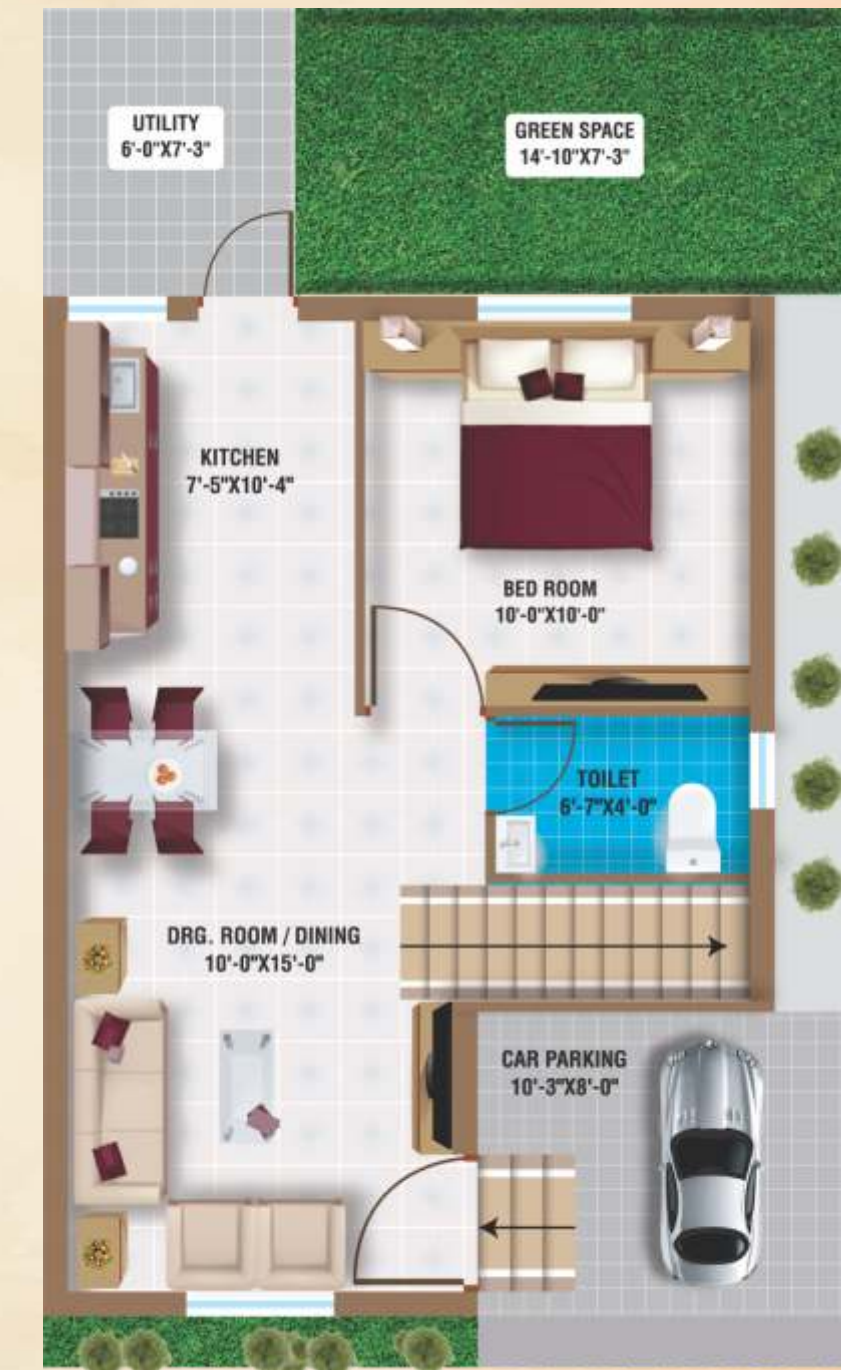 UTILITY
6'-0"X7'-3"
GREEN SPACE
14'-10"X7'-3"
KITCHEN
7'-5"X10'-4"
BED ROOM
10'-0"X10'-0"
TOILET
6'-7"X4'-0"
DRG. ROOM / DINING
10'-0"X15'-0"
CAR PARKING
10'-3"X8'-0"